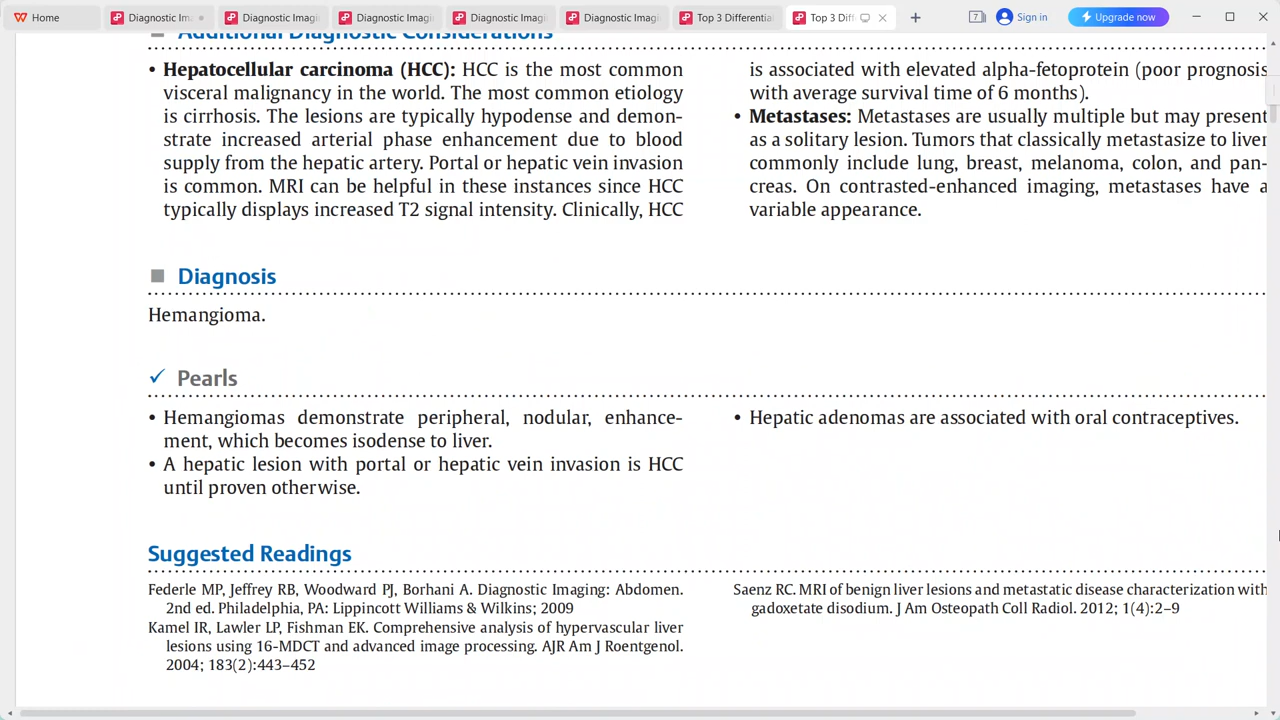 Home
Diagnostic Im
Diagnostic Imagi
Diagnostic Imagi
Diagnostic Imagi
Diagnostic Imagi
Top 3 Differential
Top 3 Diff
7
Sign in
Upgrade now
Additional Diagnostic Considerations
• Hepatocellular carcinoma (HCC): HCC is the most common
visceral malignancy in the world. The most common etiology
is cirrhosis. The lesions are typically hypodense and demon-
strate increased arterial phase enhancement due to blood
supply from the hepatic artery. Portal or hepatic vein invasion
is common. MRI can be helpful in these instances since HCC
typically displays increased T2 signal intensity. Clinically, HCC
is associated with elevated alpha-fetoprotein (poor prognosis
with average survival time of 6 months).
• Metastases: Metastases are usually multiple but may present
as a solitary lesion. Tumors that classically metastasize to liver
commonly include lung, breast, melanoma, colon, and pan-
creas. On contrasted-enhanced imaging, metastases have a
variable appearance.
Diagnosis
Hemangioma.
✓ Pearls
• Hemangiomas demonstrate peripheral, nodular, enhance-
ment, which becomes isodense to liver.
• A hepatic lesion with portal or hepatic vein invasion is HCC
until proven otherwise.
• Hepatic adenomas are associated with oral contraceptives.
Suggested Readings
Federle MP, Jeffrey RB, Woodward PJ, Borhani A. Diagnostic Imaging: Abdomen.
2nd ed. Philadelphia, PA: Lippincott Williams & Wilkins; 2009
Kamel IR, Lawler LP, Fishman EK. Comprehensive analysis of hypervascular liver
lesions using 16-MDCT and advanced image processing. AJR Am J Roentgenol.
2004; 183(2):443–452
Saenz RC. MRI of benign liver lesions and metastatic disease characterization with
gadoxetate disodium. J Am Osteopath Coll Radiol. 2012; 1(4):2–9